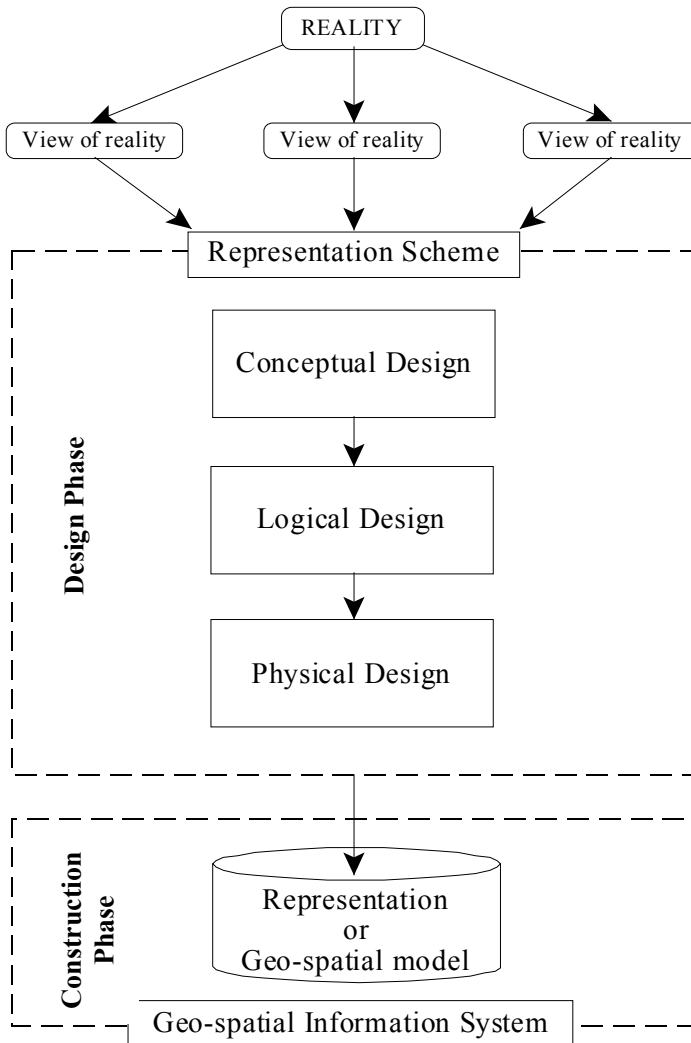 REALITY
View of reality
View of reality
View of reality
Representation Scheme
Conceptual Design
Logical Design
Physical Design
Design Phase
Representation
or
Geo-spatial model
Construction
Phase
Geo-spatial Information System